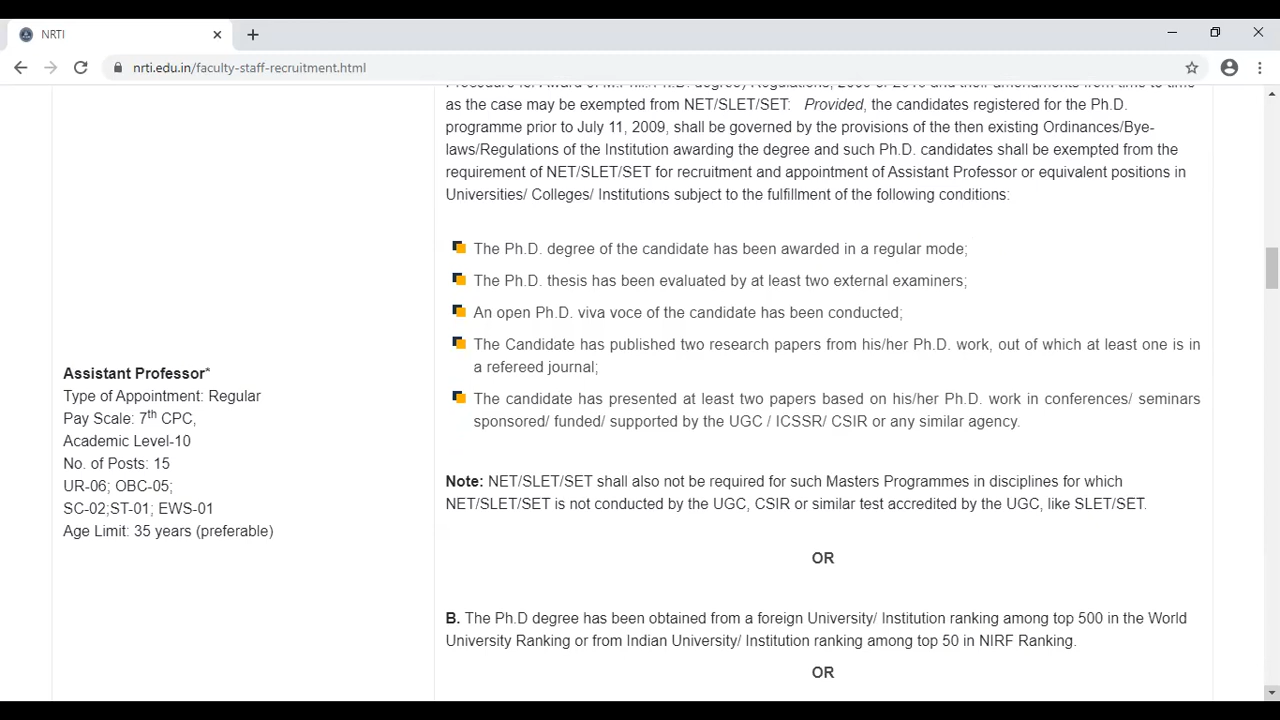 NRTI
nrti.edu.in/faculty-staff-recruitment.html
as the case may be exempted from NET/SLET/SET: Provided, the candidates registered for the Ph.D.
programme prior to July 11, 2009, shall be governed by the provisions of the then existing Ordinances/Bye-
laws/Regulations of the Institution awarding the degree and such Ph.D. candidates shall be exempted from the
requirement of NET/SLET/SET for recruitment and appointment of Assistant Professor or equivalent positions in
Universities/ Colleges/ Institutions subject to the fulfillment of the following conditions:
The Ph.D. degree of the candidate has been awarded in a regular mode;
The Ph.D. thesis has been evaluated by at least two external examiners;
An open Ph.D. viva voce of the candidate has been conducted;
The Candidate has published two research papers from his/her Ph.D. work, out of which at least one is in
a refereed journal;
The candidate has presented at least two papers based on his/her Ph.D. work in conferences/ seminars
sponsored/ funded/ supported by the UGC / ICSSR/ CSIR or any similar agency.
Assistant Professor*
Type of Appointment: Regular
Pay Scale: 7th CPC,
Academic Level-10
No. of Posts: 15
UR-06; OBC-05;
SC-02;ST-01; EWS-01
Age Limit: 35 years (preferable)
Note: NET/SLET/SET shall also not be required for such Masters Programmes in disciplines for which
NET/SLET/SET is not conducted by the UGC, CSIR or similar test accredited by the UGC, like SLET/SET.
OR
B. The Ph.D degree has been obtained from a foreign University/ Institution ranking among top 500 in the World
University Ranking or from Indian University/ Institution ranking among top 50 in NIRF Ranking.
OR